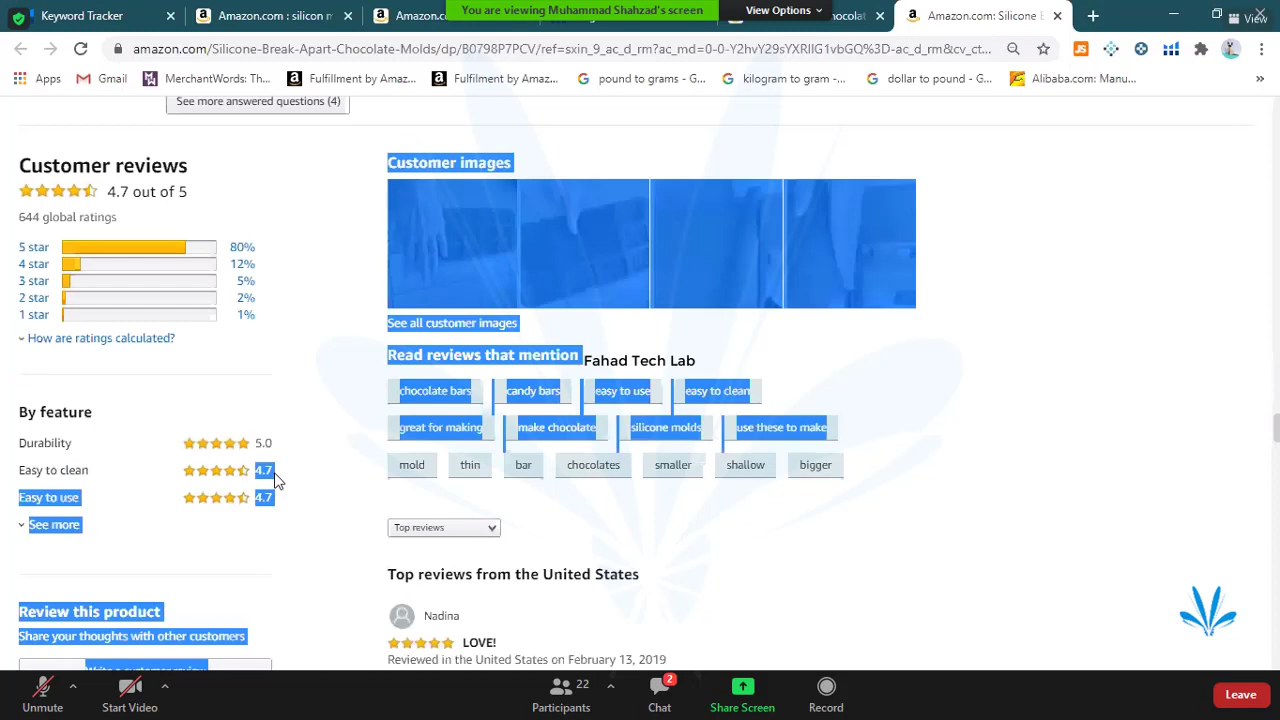 Keyword Tracker
Amazon.com : silicon m
Amazon.co
You are viewing Muhammad Shahzad's screen
View Options
Amazon.com: Silicone E
View
amazon.com/Silicone-Break-Apart-Chocolate-Molds/dp/B0798P7PCV/ref=sxin_9_ac_d_rm?ac_md=0-0-Y2hvY29sYXRlIG1vbGQ%3D-ac_d_rm&cv_ct...
Apps
Gmail
MerchantWords: Th...
Fulfillment by Amaz...
Fulfilment by Amaz...
pound to grams - G...
kilogram to gram -...
dollar to pound - G...
Alibaba.com: Manu...
See more answered questions (4)
Customer reviews
4.7 out of 5
644 global ratings
5 star 80%
4 star 12%
3 star 5%
2 star 2%
1 star 1%
How are ratings calculated?
By feature
Durability 5.0
Easy to clean 4.7
Easy to use 4.7
See more
Review this product
Share your thoughts with other customers
Write a customer review
Customer images
See all customer images
Read reviews that mention
Fahad Tech Lab
chocolate bars candy bars easy to use easy to clean
great for making make chocolate silicone molds use these to make
mold thin bar chocolates smaller shallow bigger
Top reviews
Top reviews from the United States
Nadina
LOVE!
Reviewed in the United States on February 13, 2019
Unmute
Start Video
22
Participants
2
Chat
Share Screen
Record
Leave